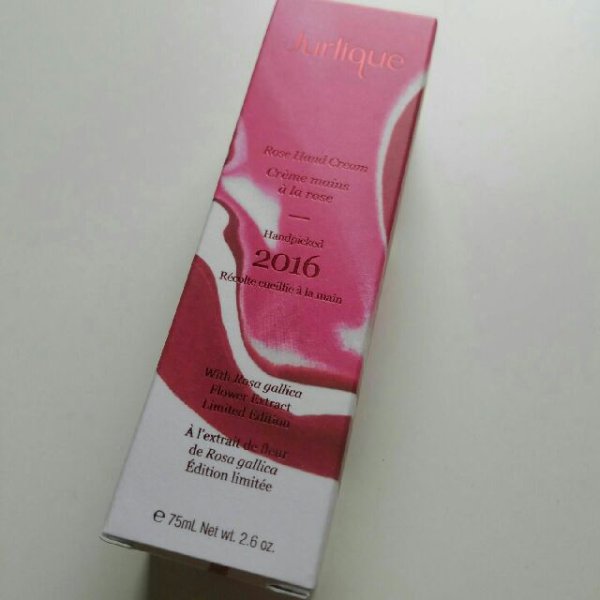 Jurlique
Rose Hand Cream
Crème mains
à la rose
Handpicked
2016
Récolte cueillie à la main
With Rosa gallica
Flower Extract
Limited Edition
À l'extrait de fleur
de Rosa gallica
Édition limitée
℮ 75mL Net wt. 2.6 oz.